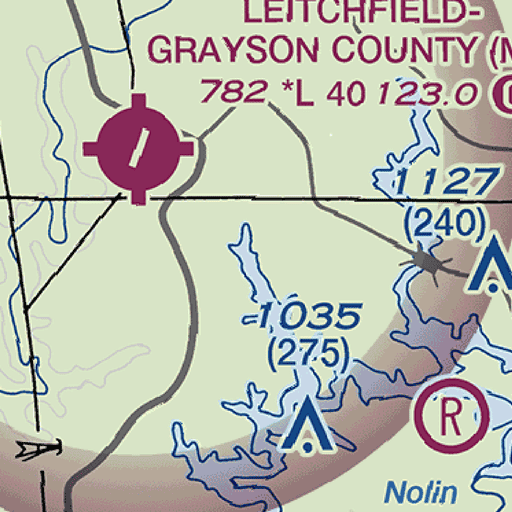 LEITCHFIELD-
GRAYSON COUNTY (M
782 *L 40 123.0 C
1127
(240)
1035
(275)
R
Nolin